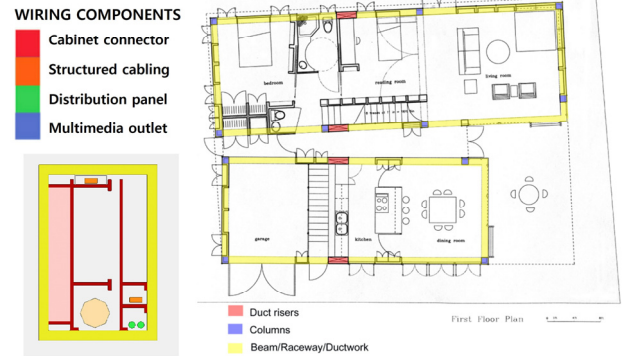 WIRING COMPONENTS
Cabinet connector
Structured cabling
Distribution panel
Multimedia outlet
bedroom
reading room
living room
garage
kitchen
dining room
Duct risers
Columns
Beam/Raceway/Ductwork
First Floor Plan